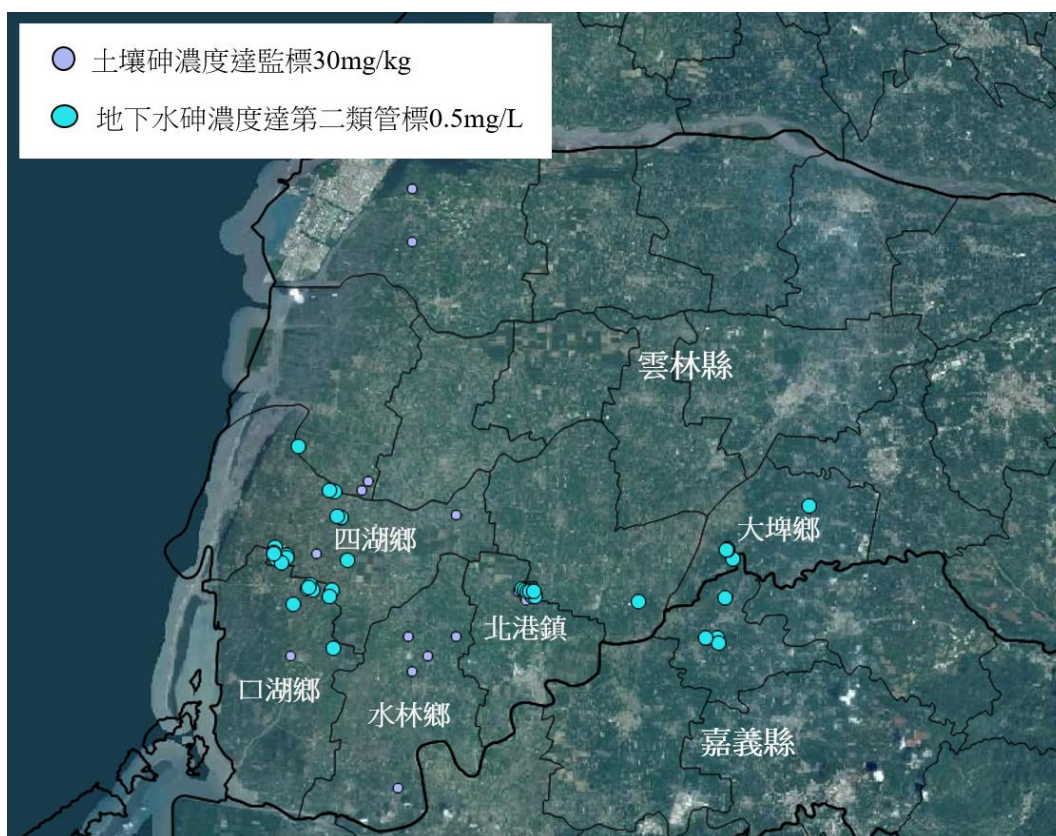 土壤砷濃度達監標30mg/kg
地下水砷濃度達第二類管標0.5mg/L
雲林縣
大埤鄉
四湖鄉
北港鎮
口湖鄉
水林鄉
嘉義縣